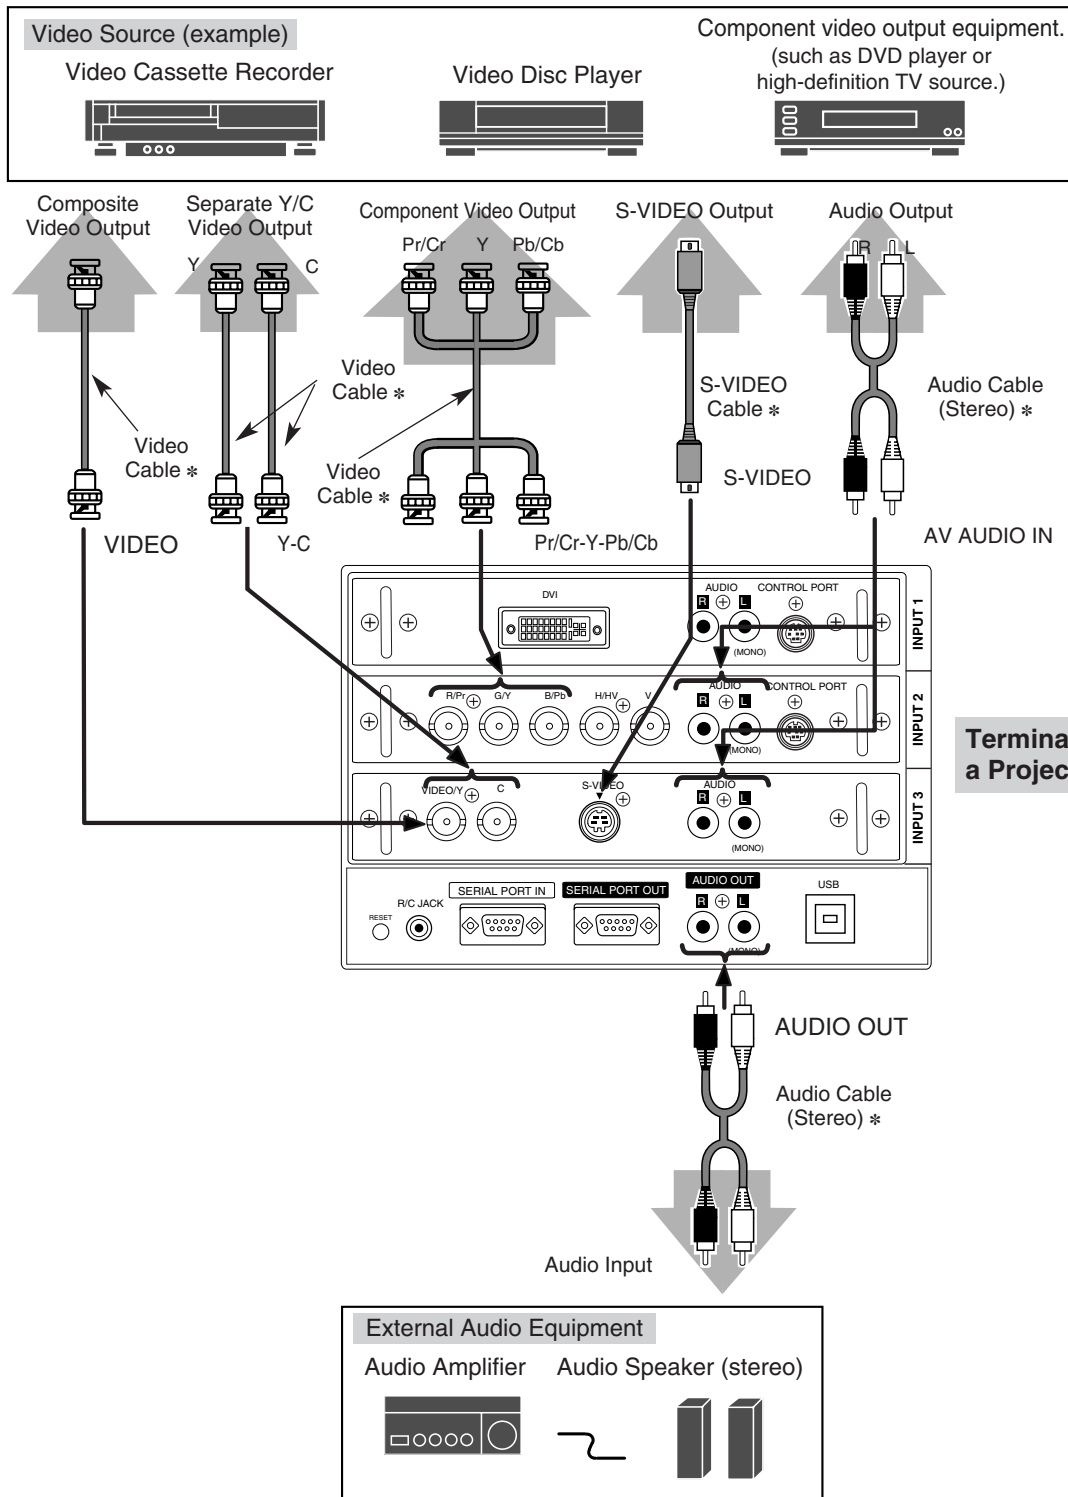 Video Source (example)
Component video output equipment.
(such as DVD player or
high-definition TV source.)
Video Cassette Recorder
Video Disc Player
Composite
Video Output
Separate Y/C
Video Output
Component Video Output
S-VIDEO Output
Audio Output
Y
C
Pr/Cr
Y
Pb/Cb
R
L
Video
Cable *
Video
Cable *
Video
Cable *
S-VIDEO
Cable *
Audio Cable
(Stereo) *
VIDEO
Y-C
Pr/Cr-Y-Pb/Cb
S-VIDEO
AV AUDIO IN
DVI
AUDIO
R
L
(MONO)
CONTROL PORT
INPUT 1
R/Pr
G/Y
B/Pb
H/HV
V
AUDIO
R
L
(MONO)
CONTROL PORT
INPUT 2
Termina
a Projec
VIDEO/Y
C
S-VIDEO
AUDIO
R
L
(MONO)
INPUT 3
RESET
R/C JACK
SERIAL PORT IN
SERIAL PORT OUT
AUDIO OUT
R
L
(MONO)
USB
AUDIO OUT
Audio Cable
(Stereo) *
Audio Input
External Audio Equipment
Audio Amplifier
Audio Speaker (stereo)